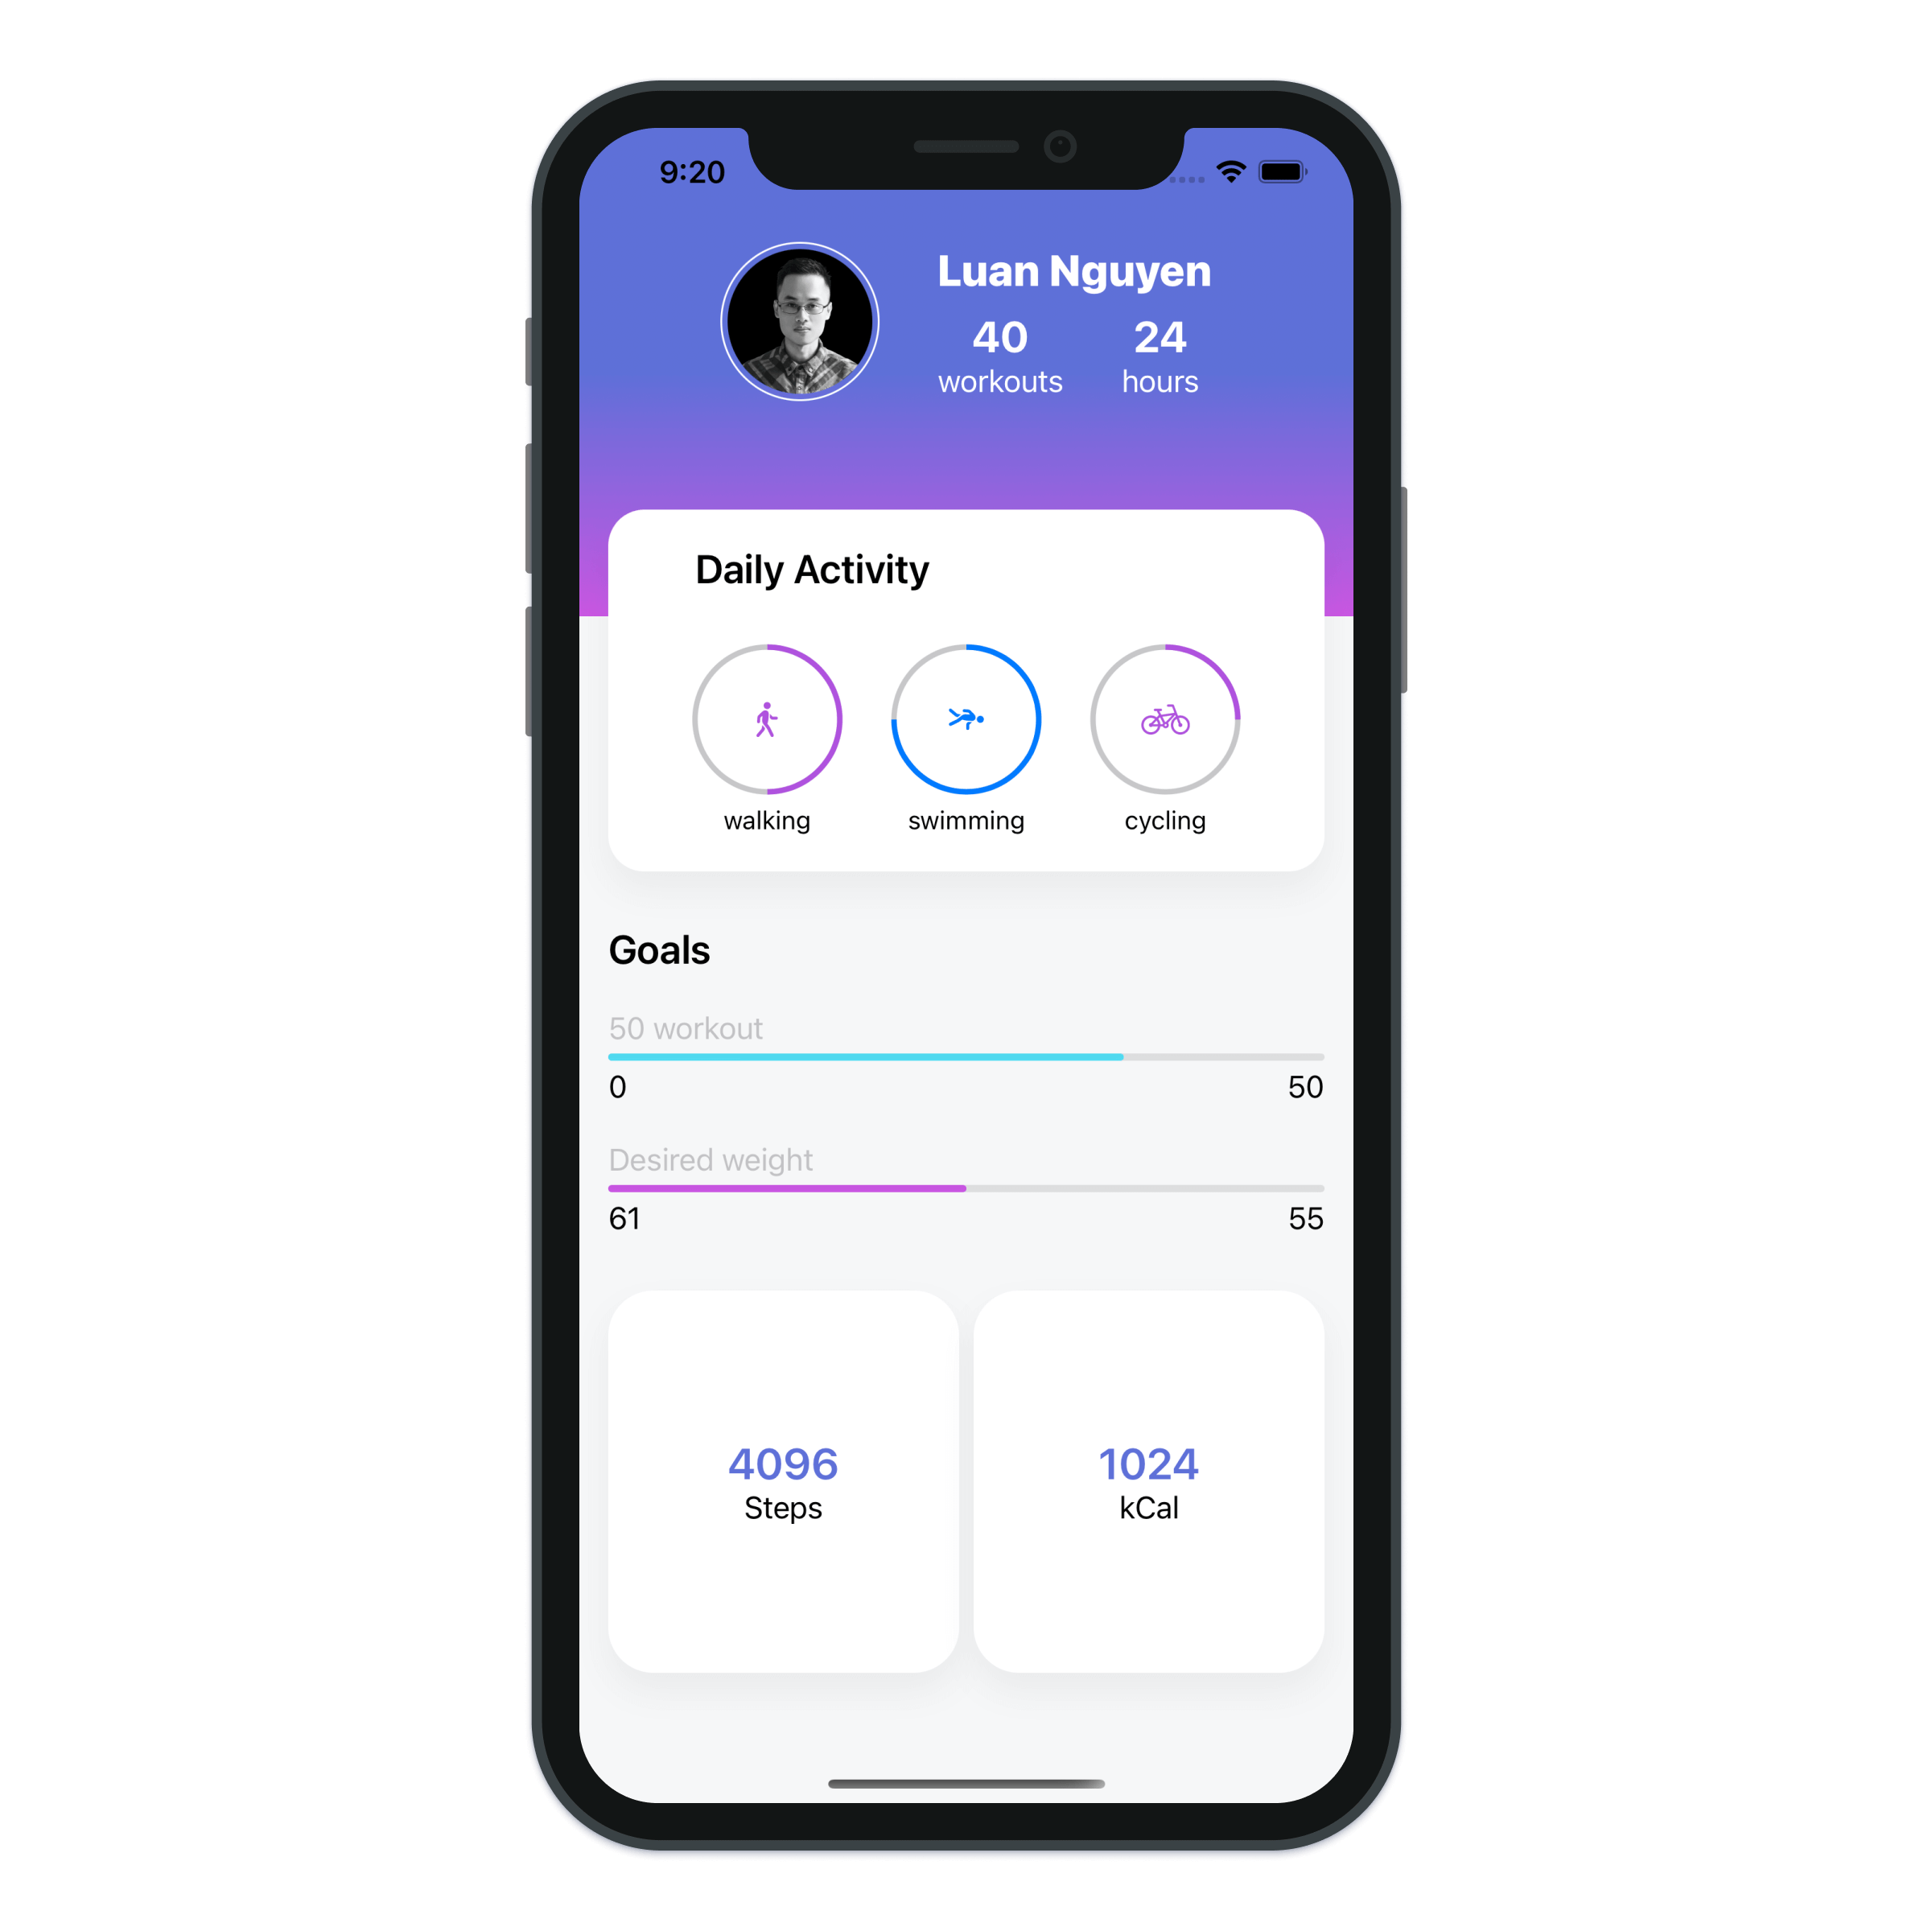 9:20
Luan Nguyen
40 24
workouts hours
Daily Activity
walking swimming cycling
Goals
50 workout
0 50
Desired weight
61 55
4096 1024
Steps kCal